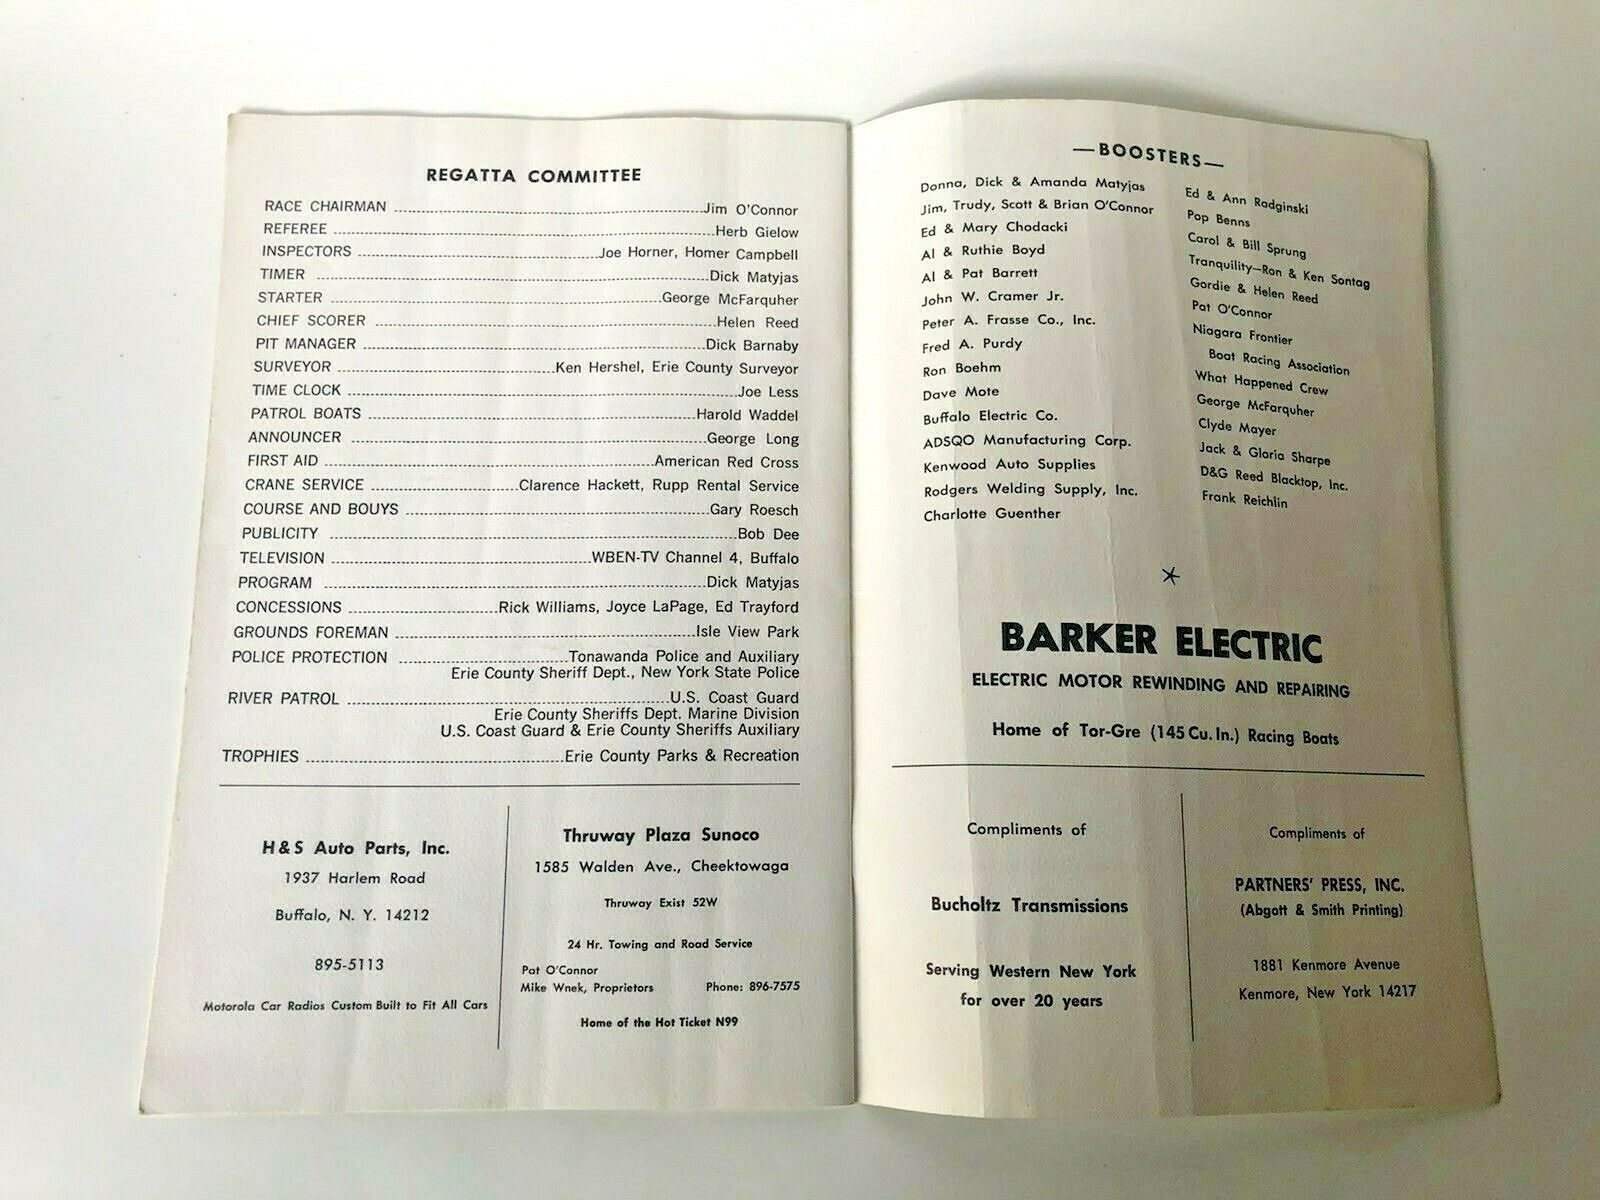 REGATTA COMMITTEE
RACE CHAIRMAN Jim O'Connor
REFEREE Herb Gielow
INSPECTORS Joe Horner, Homer Campbell
TIMER Dick Matyjas
STARTER George McFarquher
CHIEF SCORER Helen Reed
PIT MANAGER Dick Barnaby
SURVEYOR Ken Hershel, Erie County Surveyor
TIME CLOCK Joe Less
PATROL BOATS Harold Waddel
ANNOUNCER George Long
FIRST AID American Red Cross
CRANE SERVICE Clarence Hackett, Rupp Rental Service
COURSE AND BOUYS Gary Roesch
PUBLICITY Bob Dee
TELEVISION WBEN-TV Channel 4, Buffalo
PROGRAM Dick Matyjas
CONCESSIONS Rick Williams, Joyce LaPage, Ed Trayford
GROUNDS FOREMAN Isle View Park
POLICE PROTECTION Tonawanda Police and Auxiliary
Erie County Sheriff Dept., New York State Police
RIVER PATROL U.S. Coast Guard
Erie County Sheriffs Dept. Marine Division
U.S. Coast Guard & Erie County Sheriffs Auxiliary
TROPHIES Erie County Parks & Recreation
H & S Auto Parts, Inc.
1937 Harlem Road
Buffalo, N. Y. 14212
895-5113
Motorola Car Radios Custom Built to Fit All Cars
Thruway Plaza Sunoco
1585 Walden Ave., Cheektowaga
Thruway Exist 52W
24 Hr. Towing and Road Service
Pat O'Connor
Mike Wnek, Proprietors Phone: 896-7575
Home of the Hot Ticket N99
—BOOSTERS—
Donna, Dick & Amanda Matyjas
Jim, Trudy, Scott & Brian O'Connor
Ed & Mary Chodacki
Al & Ruthie Boyd
Al & Pat Barrett
John W. Cramer Jr.
Peter A. Frasse Co., Inc.
Fred A. Purdy
Ron Boehm
Dave Mote
Buffalo Electric Co.
ADSQO Manufacturing Corp.
Kenwood Auto Supplies
Rodgers Welding Supply, Inc.
Charlotte Guenther
Ed & Ann Radginski
Pop Benns
Carol & Bill Sprung
Tranquility—Ron & Ken Sontag
Gordie & Helen Reed
Pat O'Connor
Niagara Frontier
Boat Racing Association
What Happened Crew
George McFarquher
Clyde Mayer
Jack & Gloria Sharpe
D&G Reed Blacktop, Inc.
Frank Reichlin
*
BARKER ELECTRIC
ELECTRIC MOTOR REWINDING AND REPAIRING
Home of Tor-Gre (145 Cu. In.) Racing Boats
Compliments of
Bucholtz Transmissions
Serving Western New York
for over 20 years
Compliments of
PARTNERS' PRESS, INC.
(Abgott & Smith Printing)
1881 Kenmore Avenue
Kenmore, New York 14217